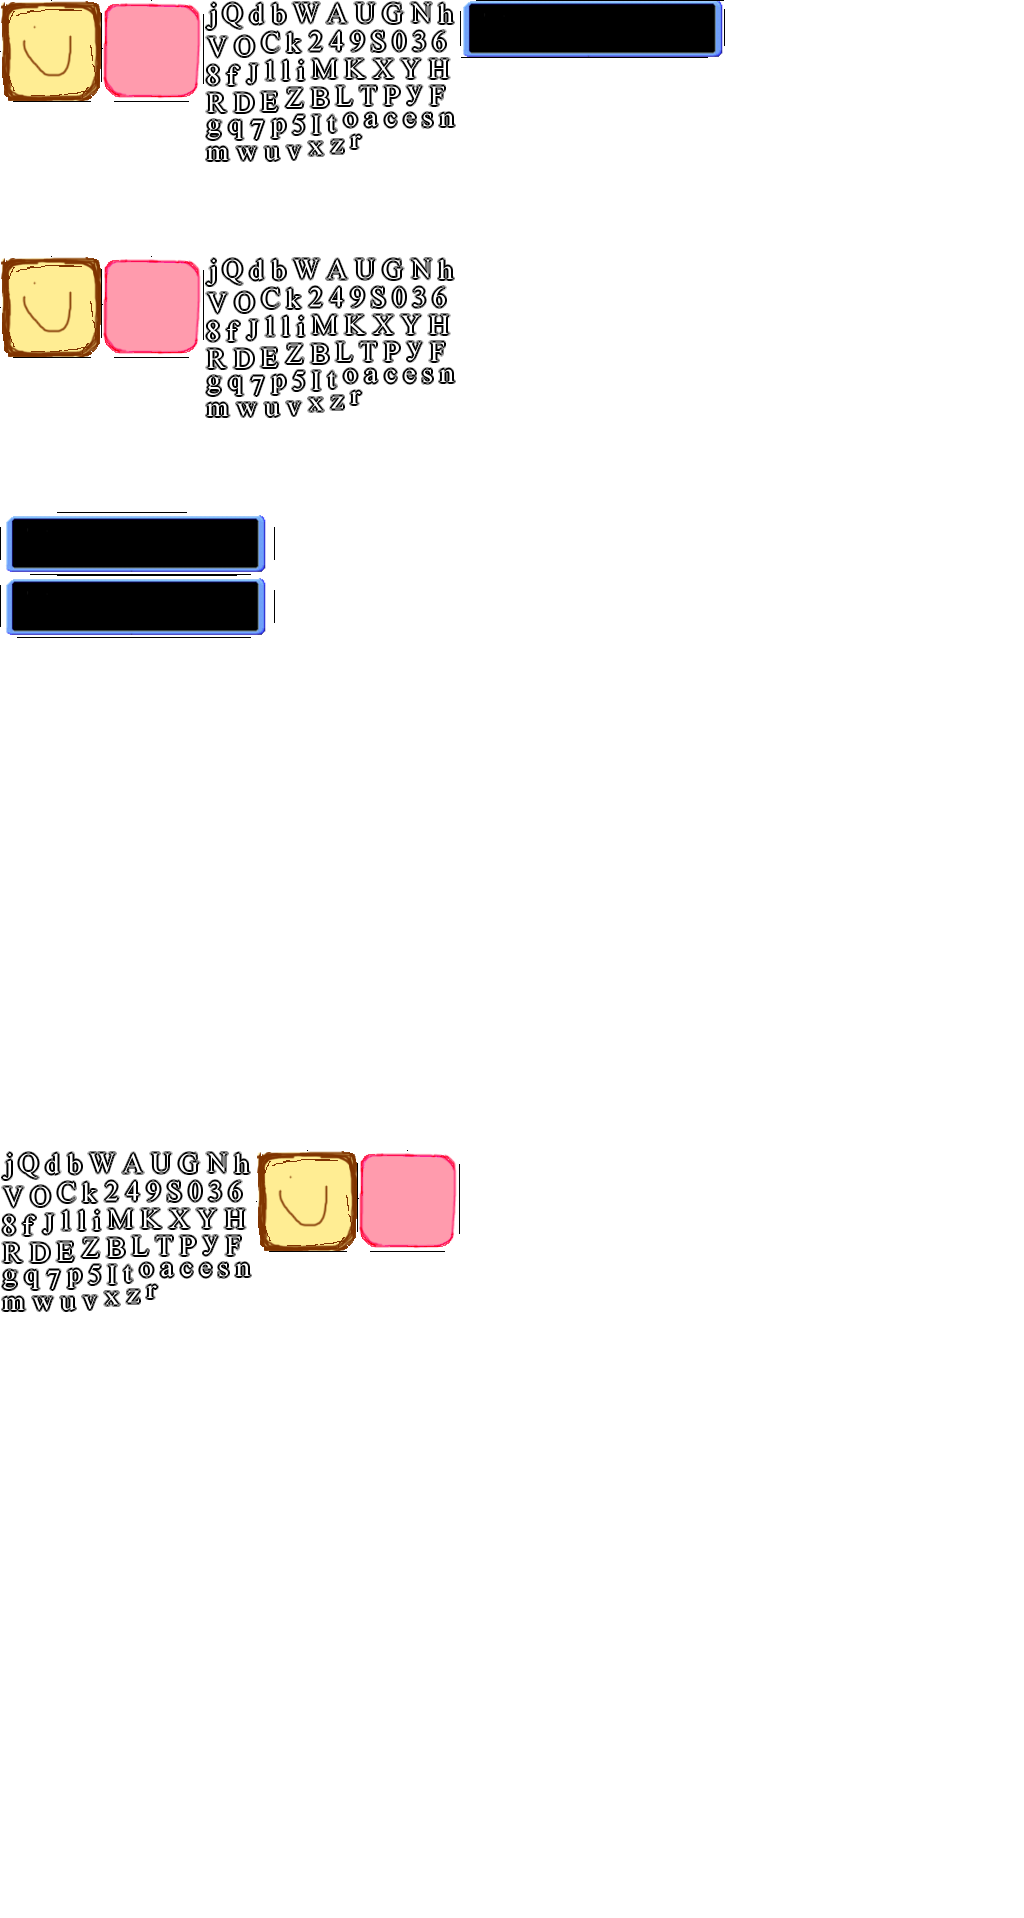 jQdbWAUGNh
VOCk249S036
8fJ1liMKXYH
RDEZBLTPyF
gq7p5Itoacesn
mwuvxzr
jQdbWAUGNh
VOCk249S036
8fJ1liMKXYH
RDEZBLTPyF
gq7p5Itoacesn
mwuvxzr
jQdbWAUGNh
VOCk249S036
8fJ1liMKXYH
RDEZBLTPyF
gq7p5Itoacesn
mwuvxzr